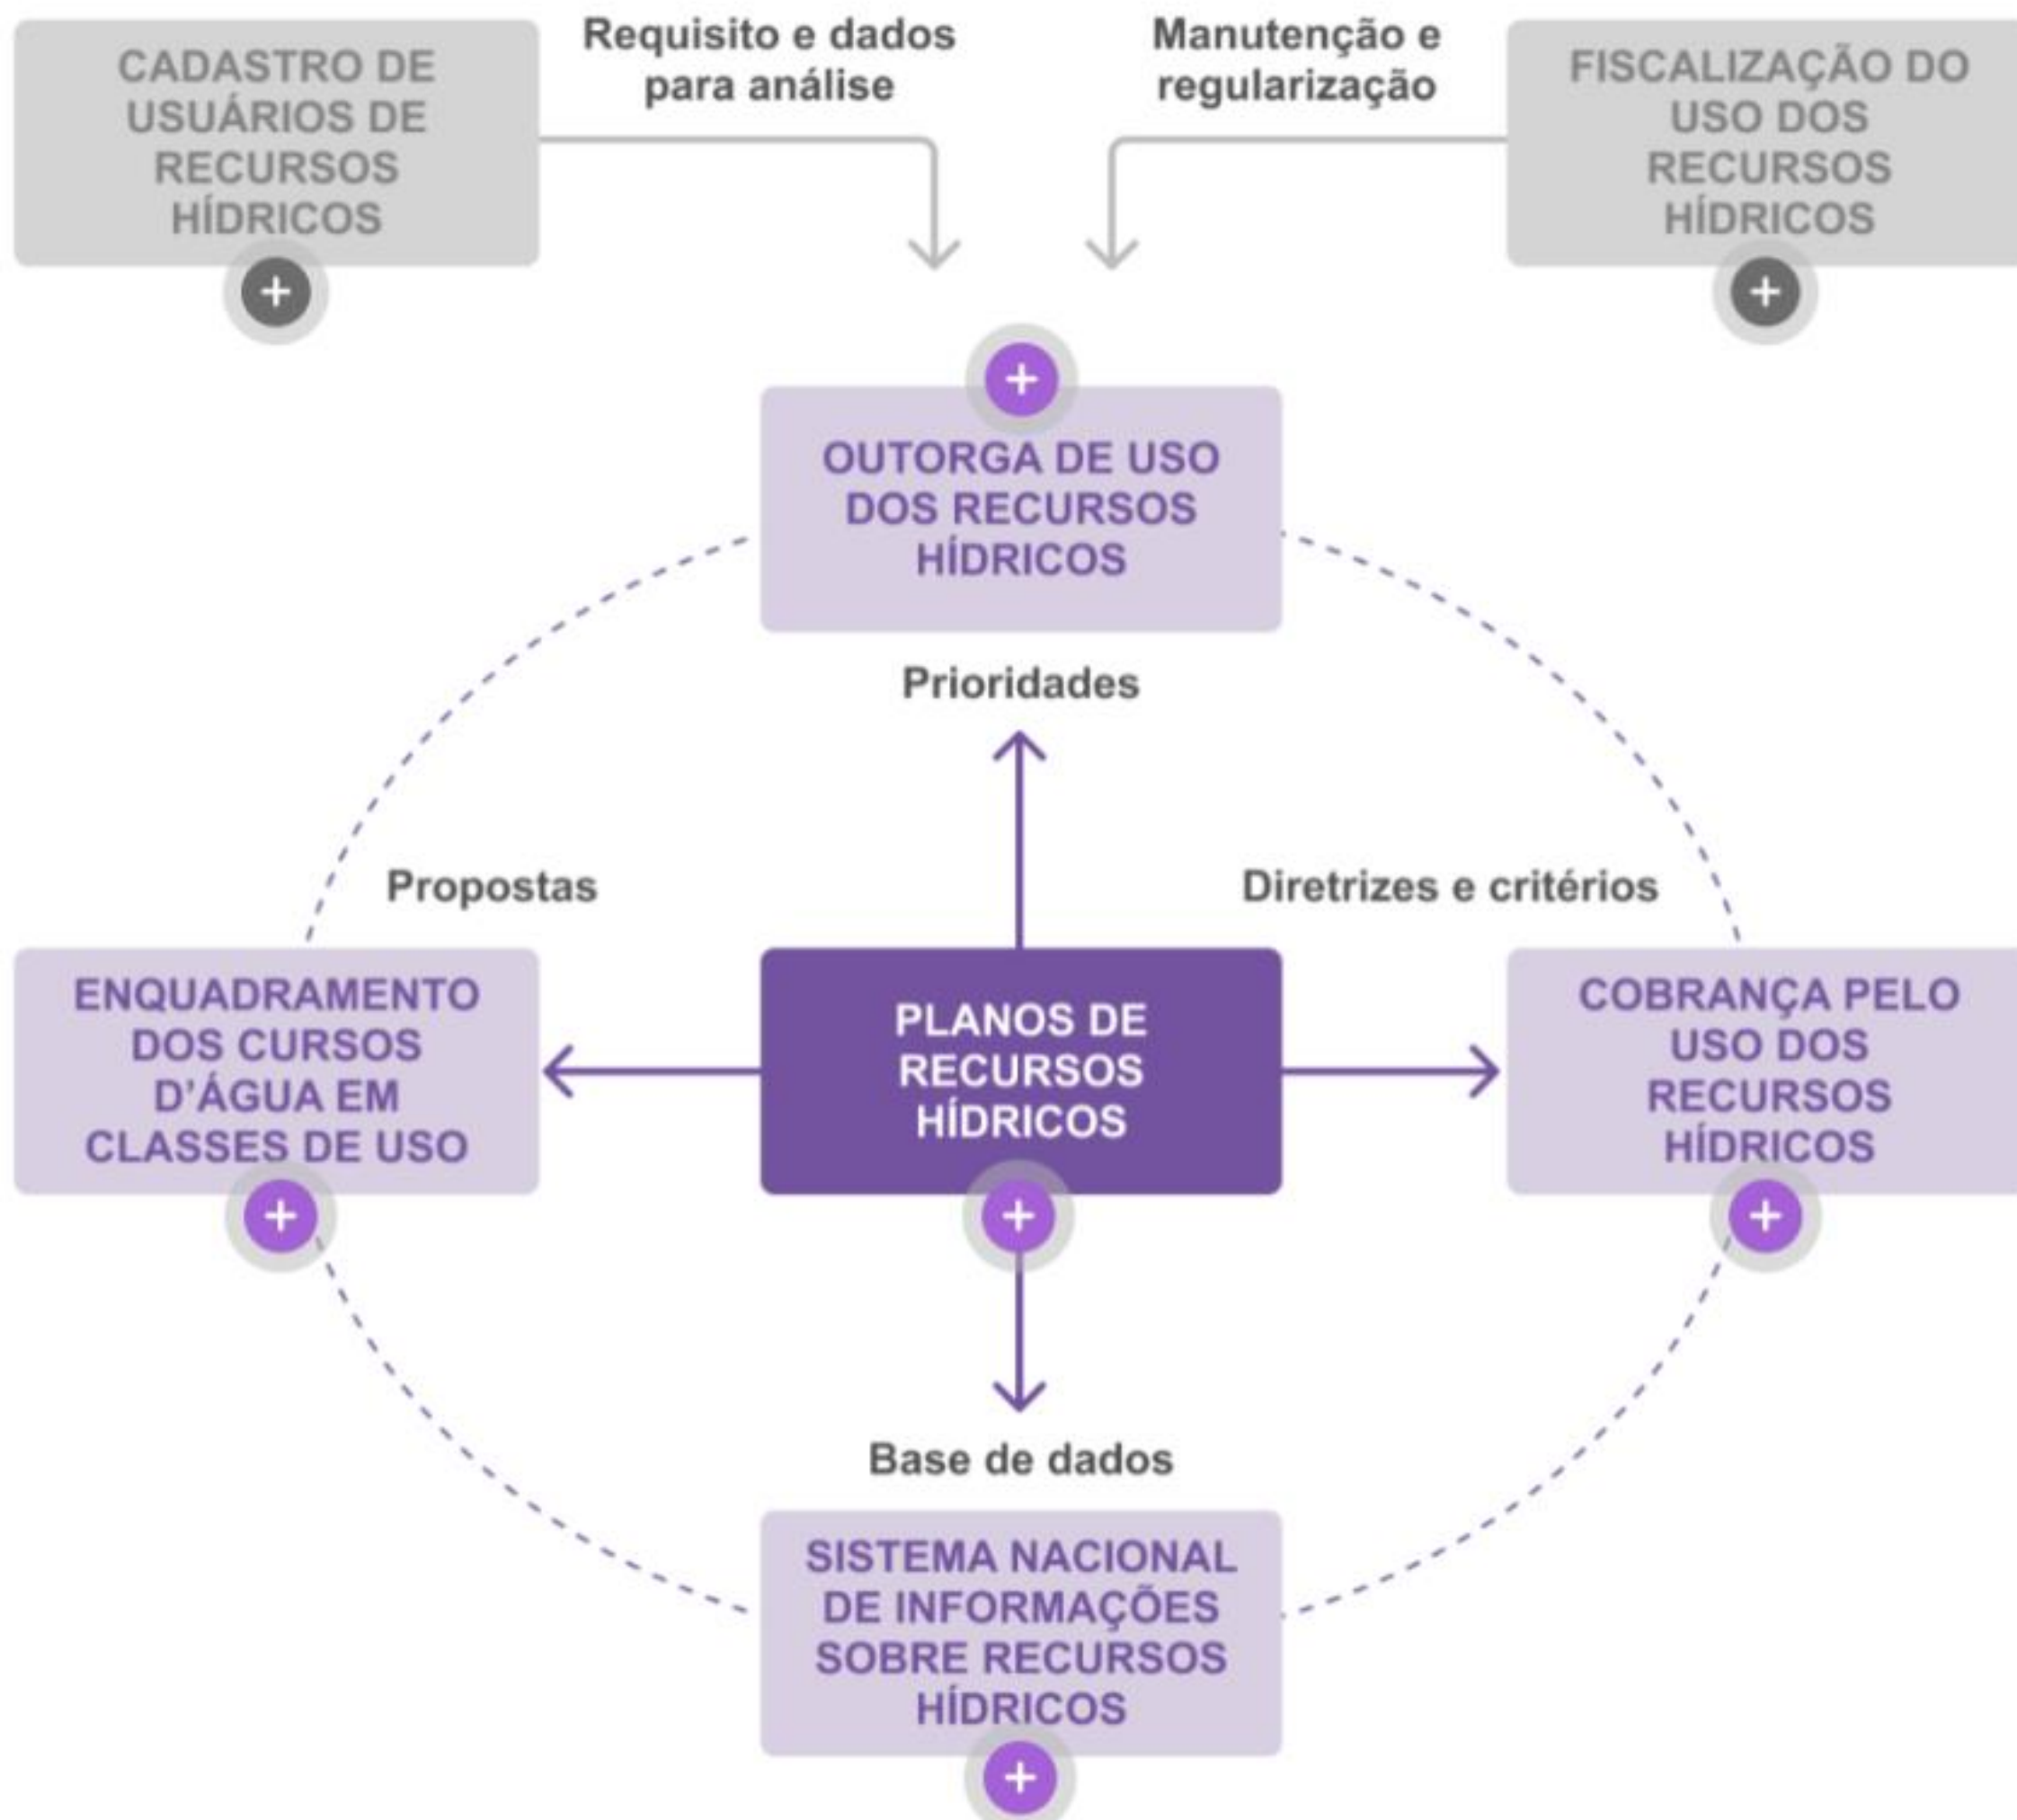 CADASTRO DE
USUÁRIOS DE
RECURSOS
HÍDRICOS
Requisito e dados
para análise
Manutenção e
regularização
FISCALIZAÇÃO DO
USO DOS
RECURSOS
HÍDRICOS
OUTORGA DE USO
DOS RECURSOS
HÍDRICOS
Prioridades
Propostas
Diretrizes e critérios
ENQUADRAMENTO
DOS CURSOS
D’ÁGUA EM
CLASSES DE USO
PLANOS DE
RECURSOS
HÍDRICOS
COBRANÇA PELO
USO DOS
RECURSOS
HÍDRICOS
Base de dados
SISTEMA NACIONAL
DE INFORMAÇÕES
SOBRE RECURSOS
HÍDRICOS